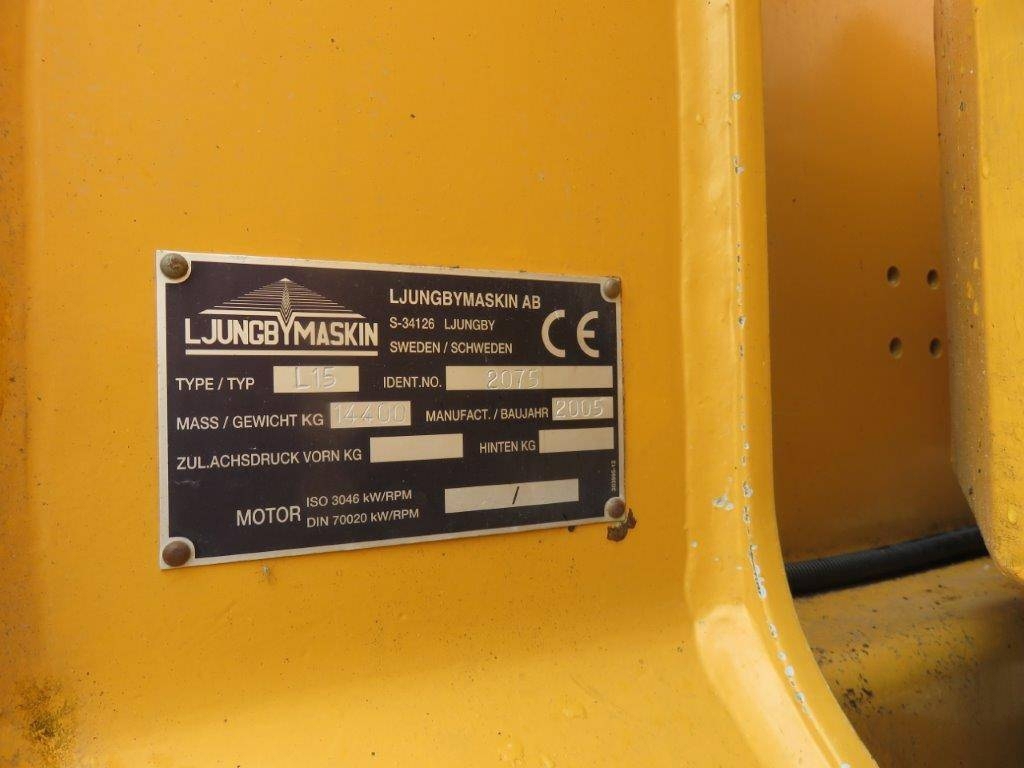 LJUNGBYMASKIN
LJUNGBYMASKIN AB
S-34126 LJUNGBY
SWEDEN / SCHWEDEN
CE
TYPE / TYP L15 IDENT.NO. 2075
MASS / GEWICHT KG 14400 MANUFACT. / BAUJAHR 2005
ZUL.ACHSDRUCK VORN KG HINTEN KG
MOTOR ISO 3046 kW/RPM /
DIN 70020 kW/RPM